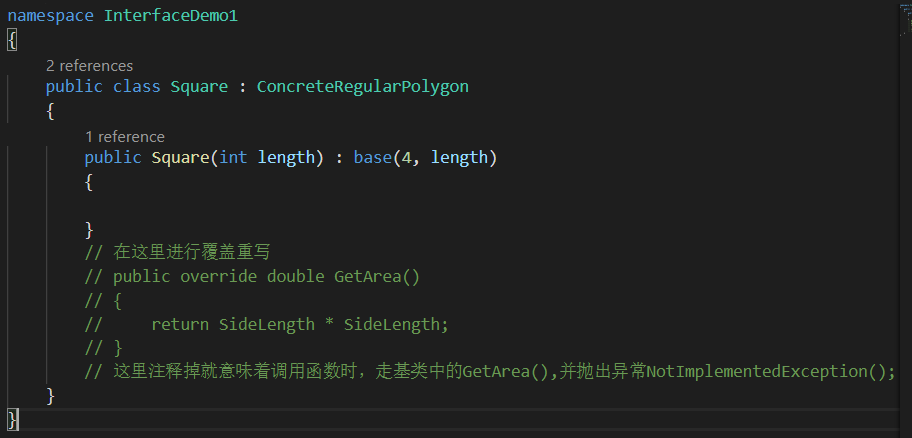 namespace InterfaceDemo1
{
2 references
public class Square : ConcreteRegularPolygon
{
1 reference
public Square(int length) : base(4, length)
{
}
// 在这里进行覆盖重写
// public override double GetArea()
// {
//     return SideLength * SideLength;
// }
// 这里注释掉就意味着调用函数时，走基类中的GetArea(),并抛出异常NotImplementedException();
}
}